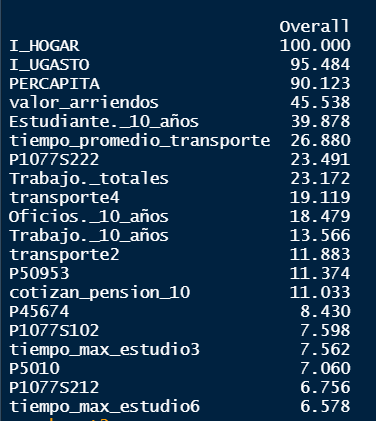 Overall
I_HOGAR 100.000
I_UGASTO 95.484
PERCAPITA 90.123
valor_arriendos 45.538
Estudiante._10_años 39.878
tiempo_promedio_transporte 26.880
P1077S222 23.491
Trabajo._totales 23.172
transporte4 19.119
Oficios._10_años 18.479
Trabajo._10_años 13.566
transporte2 11.883
P50953 11.374
cotizan_pension_10 11.033
P45674 8.430
P1077S102 7.598
tiempo_max_estudio3 7.562
P5010 7.060
P1077S212 6.756
tiempo_max_estudio6 6.578